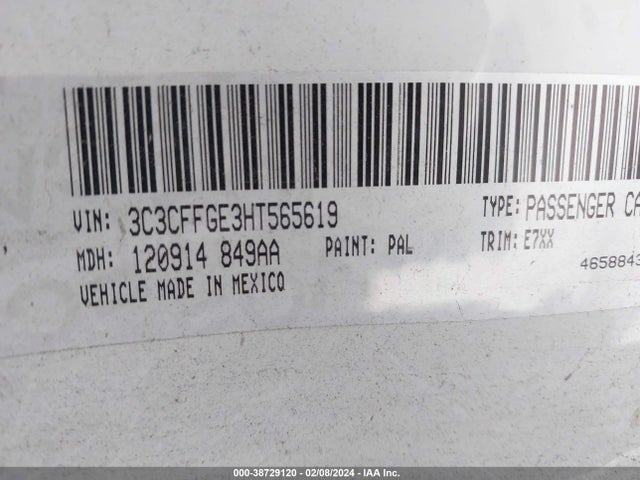 VIN: 3C3CFFGE3HT565619 TYPE: PASSENGER CA
MDH: 120914 849AA PAINT: PAL TRIM: E7XX
VEHICLE MADE IN MEXICO 4658843
000-38729120 - 02/08/2024 - IAA Inc.